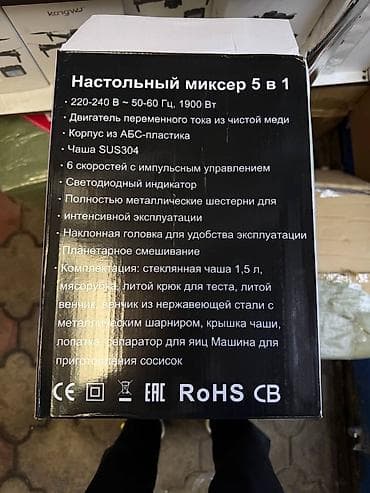 kangwu
Настольный миксер 5 в 1
· 220-240 В ~ 50-60 Гц, 1900 Вт
· Двигатель переменного тока из чистой меди
· Корпус из АБС-пластика
· Чаша SUS304
· 6 скоростей с импульсным управлением
· Светодиодный индикатор
· Полностью металлические шестерни для
· интенсивной эксплуатации
· Наклонная головка для удобства эксплуатации
· Планетарное смешивание
· Комплектация: стеклянная чаша 1,5 л,
мясорубка, литой крюк для теста, литой
венчик, венчик из нержавеющей стали с
металлическим шарниром, крышка чаши,
лопатка, сепаратор для яиц Машина для
приготовления сосисок
CE EAC RoHS CB